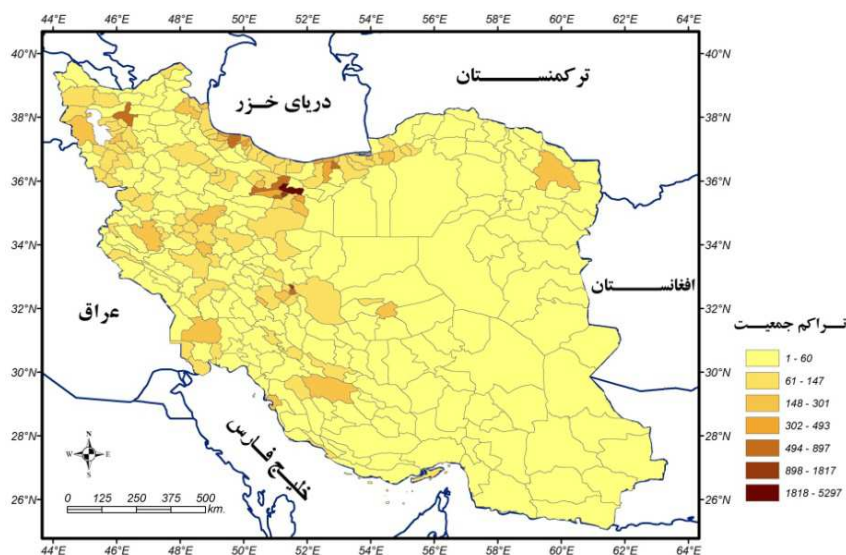 44°E 46°E 48°E 50°E 52°E 54°E 56°E 58°E 60°E 62°E 64°E
40°N 40°N
ترکمنستان
دریای خزر
38°N 38°N
36°N 36°N
34°N 34°N
افغانستان
عراق
32°N 32°N
تراکم جمعیت
1 - 60
61 - 147
148 - 301
302 - 493
494 - 897
898 - 1817
1818 - 5297
30°N 30°N
خلیج فارس
28°N 28°N
N
W E
S
0 125 250 375 500
km.
26°N 26°N
44°E 46°E 48°E 50°E 52°E 54°E 56°E 58°E 60°E 62°E 64°E